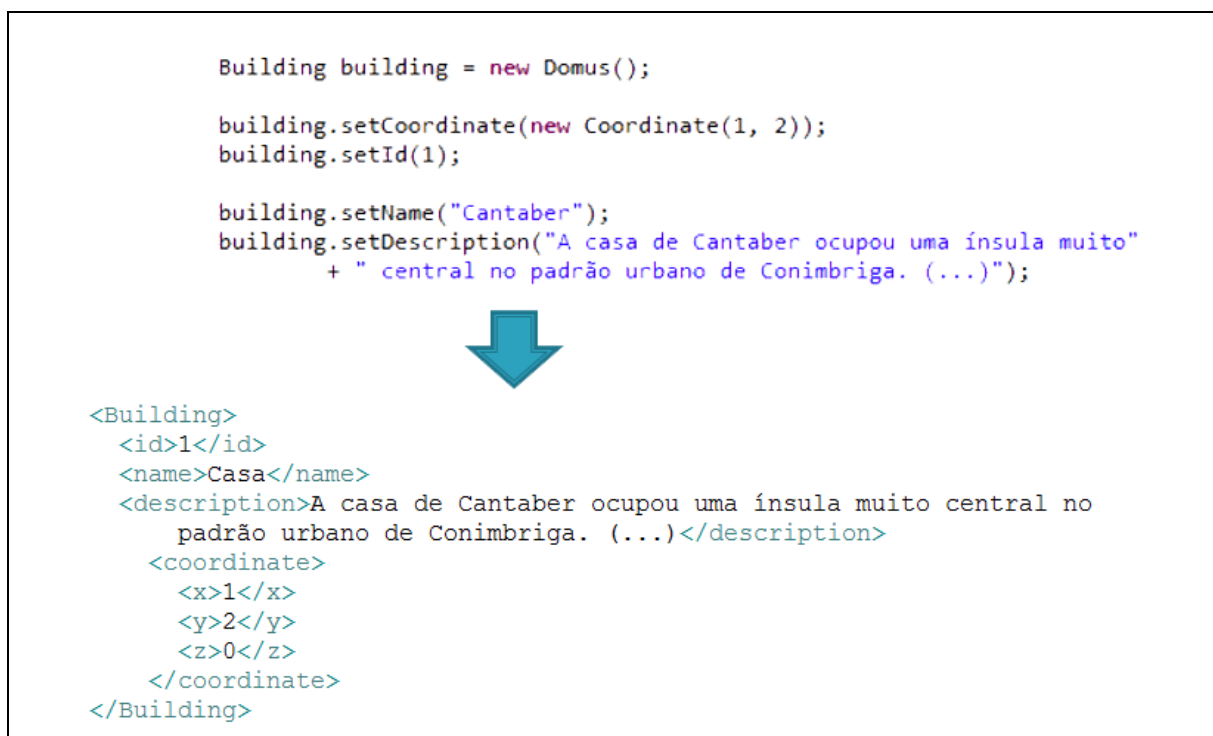 Building building = new Domus();
building.setCoordinate(new Coordinate(1, 2));
building.setId(1);
building.setName("Cantaber");
building.setDescription("A casa de Cantaber ocupou uma ínsula muito"
+ " central no padrão urbano de Conimbriga. (...)");
<Building>
<id>1</id>
<name>Casa</name>
<description>A casa de Cantaber ocupou uma ínsula muito central no
padrão urbano de Conimbriga. (...)</description>
<coordinate>
<x>1</x>
<y>2</y>
<z>0</z>
</coordinate>
</Building>